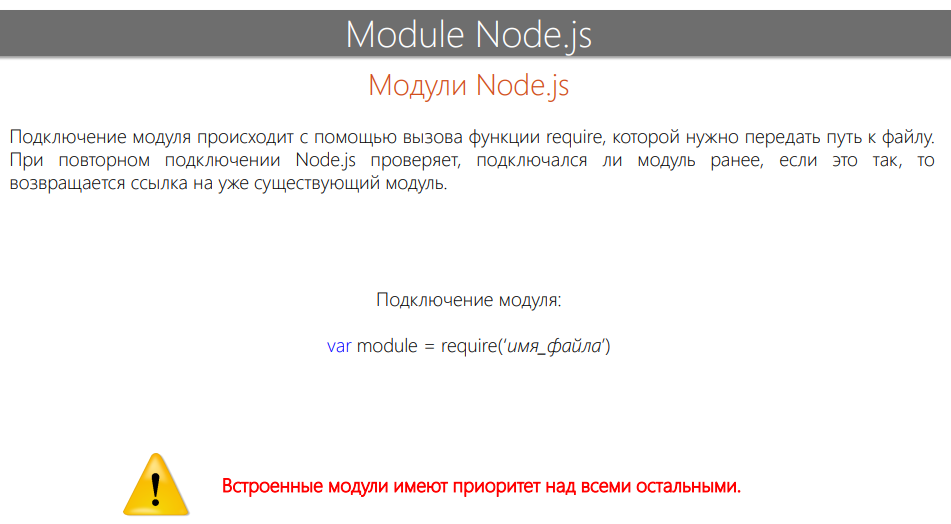 Module Node.js
Модули Node.js
Подключение модуля происходит с помощью вызова функции require, которой нужно передать путь к файлу.
При повторном подключении Node.js проверяет, подключался ли модуль ранее, если это так, то
возвращается ссылка на уже существующий модуль.
Подключение модуля:
var module = require(‘имя_файла’)
!
Встроенные модули имеют приоритет над всеми остальными.